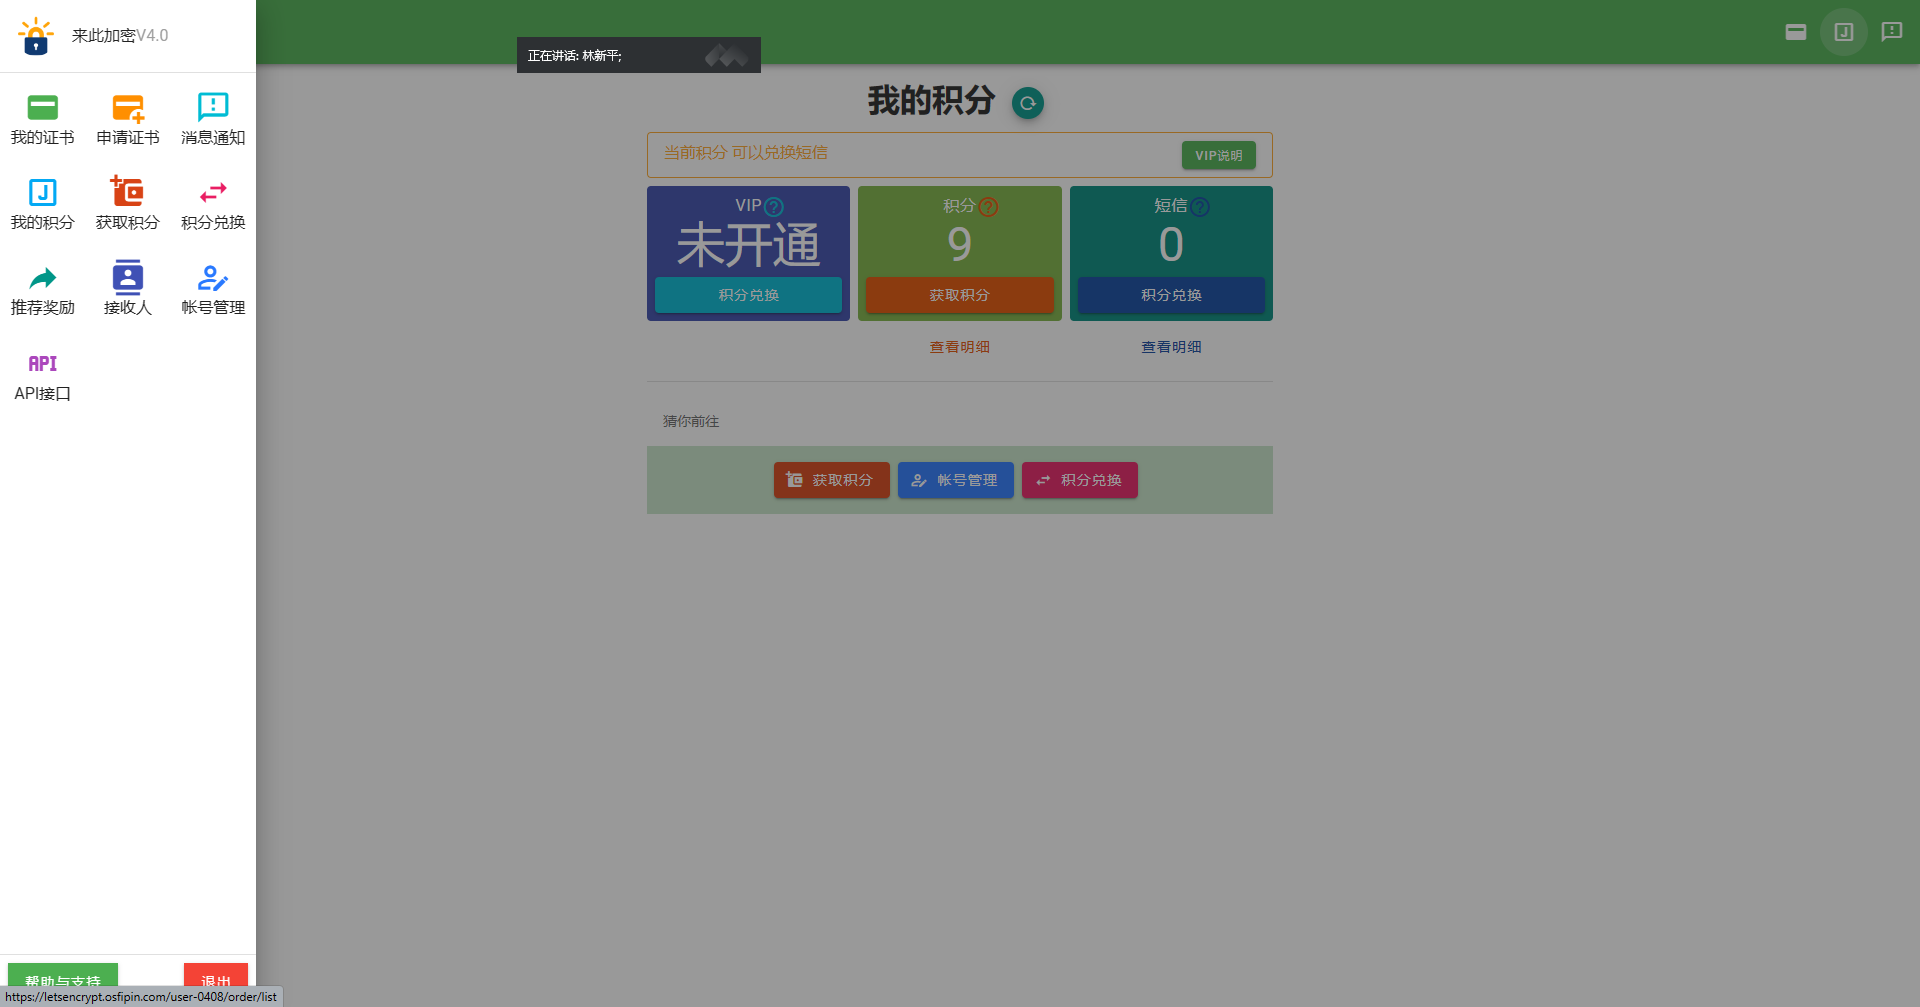 来此加密V4.0
我的证书 申请证书 消息通知
我的积分 获取积分 积分兑换
推荐奖励 接收人 帐号管理
API
API接口
帮助与支持 退出
https://letsencrypt.osfipin.com/user-0408/order/list
正在讲话: 林新平;
我的积分
当前积分 可以兑换短信
VIP说明
VIP 积分 短信
未开通 9 0
积分兑换 获取积分 积分兑换
查看明细 查看明细
猜你前往
获取积分 帐号管理 积分兑换